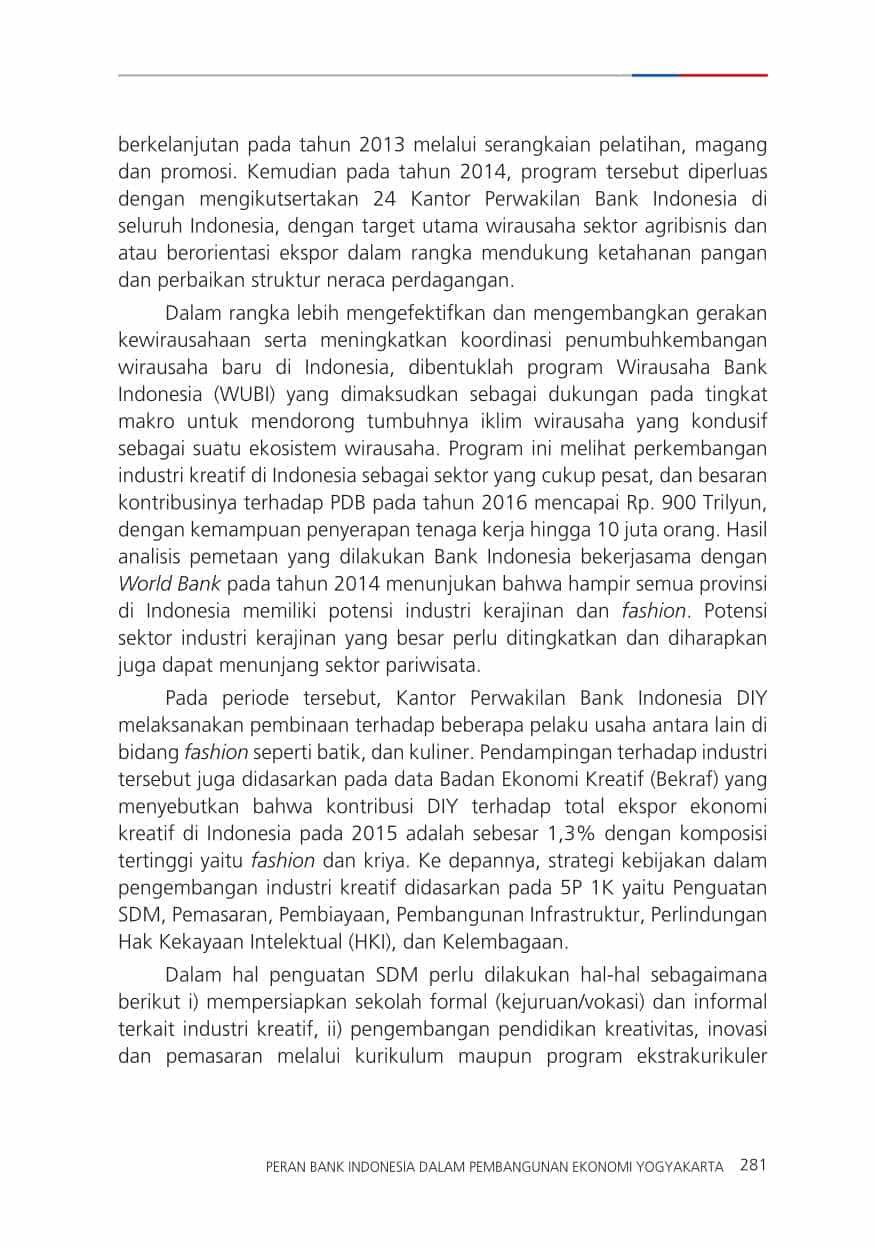 berkelanjutan pada tahun 2013 melalui serangkaian pelatihan, magang
dan promosi. Kemudian pada tahun 2014, program tersebut diperluas
dengan mengikutsertakan 24 Kantor Perwakilan Bank Indonesia di
seluruh Indonesia, dengan target utama wirausaha sektor agribisnis dan
atau berorientasi ekspor dalam rangka mendukung ketahanan pangan
dan perbaikan struktur neraca perdagangan.
Dalam rangka lebih mengefektifkan dan mengembangkan gerakan
kewirausahaan serta meningkatkan koordinasi penumbuhkembangan
wirausaha baru di Indonesia, dibentuklah program Wirausaha Bank
Indonesia (WUBI) yang dimaksudkan sebagai dukungan pada tingkat
makro untuk mendorong tumbuhnya iklim wirausaha yang kondusif
sebagai suatu ekosistem wirausaha. Program ini melihat perkembangan
industri kreatif di Indonesia sebagai sektor yang cukup pesat, dan besaran
kontribusinya terhadap PDB pada tahun 2016 mencapai Rp. 900 Trilyun,
dengan kemampuan penyerapan tenaga kerja hingga 10 juta orang. Hasil
analisis pemetaan yang dilakukan Bank Indonesia bekerjasama dengan
World Bank pada tahun 2014 menunjukan bahwa hampir semua provinsi
di Indonesia memiliki potensi industri kerajinan dan fashion. Potensi
sektor industri kerajinan yang besar perlu ditingkatkan dan diharapkan
juga dapat menunjang sektor pariwisata.
Pada periode tersebut, Kantor Perwakilan Bank Indonesia DIY
melaksanakan pembinaan terhadap beberapa pelaku usaha antara lain di
bidang fashion seperti batik, dan kuliner. Pendampingan terhadap industri
tersebut juga didasarkan pada data Badan Ekonomi Kreatif (Bekraf) yang
menyebutkan bahwa kontribusi DIY terhadap total ekspor ekonomi
kreatif di Indonesia pada 2015 adalah sebesar 1,3% dengan komposisi
tertinggi yaitu fashion dan kriya. Ke depannya, strategi kebijakan dalam
pengembangan industri kreatif didasarkan pada 5P 1K yaitu Penguatan
SDM, Pemasaran, Pembiayaan, Pembangunan Infrastruktur, Perlindungan
Hak Kekayaan Intelektual (HKI), dan Kelembagaan.
Dalam hal penguatan SDM perlu dilakukan hal-hal sebagaimana
berikut i) mempersiapkan sekolah formal (kejuruan/vokasi) dan informal
terkait industri kreatif, ii) pengembangan pendidikan kreativitas, inovasi
dan pemasaran melalui kurikulum maupun program ekstrakurikuler
PERAN BANK INDONESIA DALAM PEMBANGUNAN EKONOMI YOGYAKARTA 281